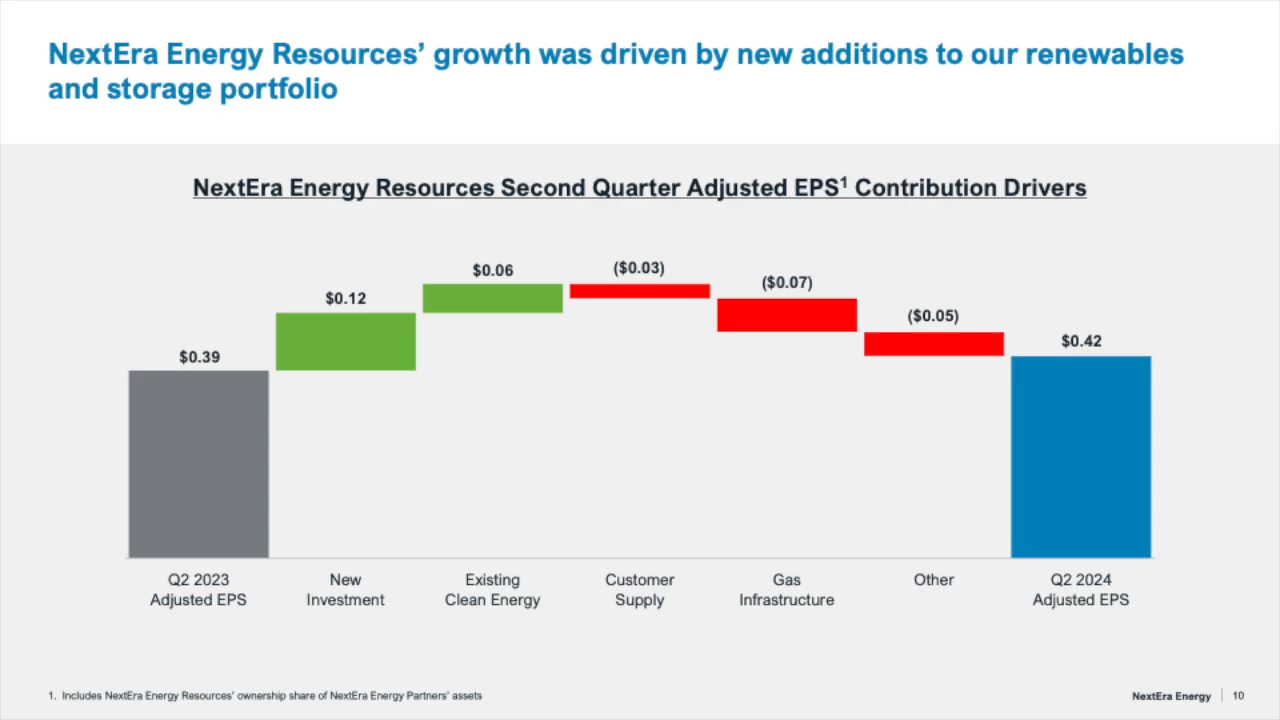 NextEra Energy Resources’ growth was driven by new additions to our renewables
and storage portfolio
NextEra Energy Resources Second Quarter Adjusted EPS¹ Contribution Drivers
$0.39
$0.12
$0.06
($0.03)
($0.07)
($0.05)
$0.42
Q2 2023
Adjusted EPS
New
Investment
Existing
Clean Energy
Customer
Supply
Gas
Infrastructure
Other
Q2 2024
Adjusted EPS
1. Includes NextEra Energy Resources’ ownership share of NextEra Energy Partners’ assets
NextEra Energy
10